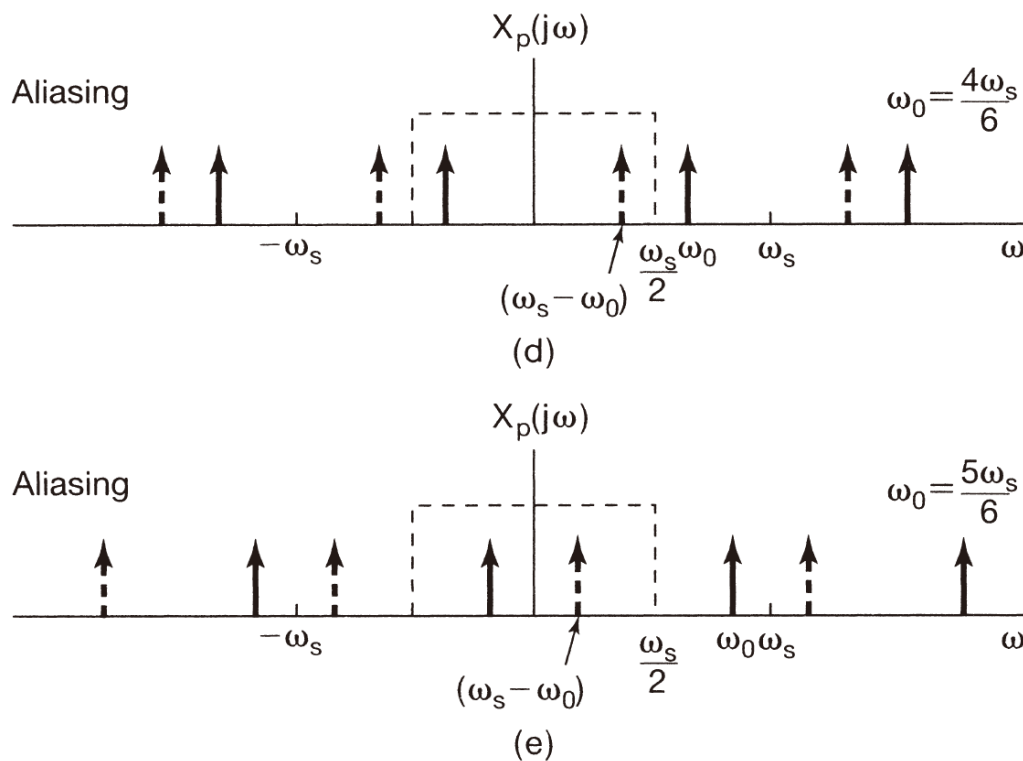 X_p(jω)
Aliasing
ω_0 = 4ω_s/6
−ω_s
ω_s/2
ω_0
ω_s
ω
(ω_s − ω_0)
(d)
X_p(jω)
Aliasing
ω_0 = 5ω_s/6
−ω_s
ω_s/2
ω_0
ω_s
ω
(ω_s − ω_0)
(e)